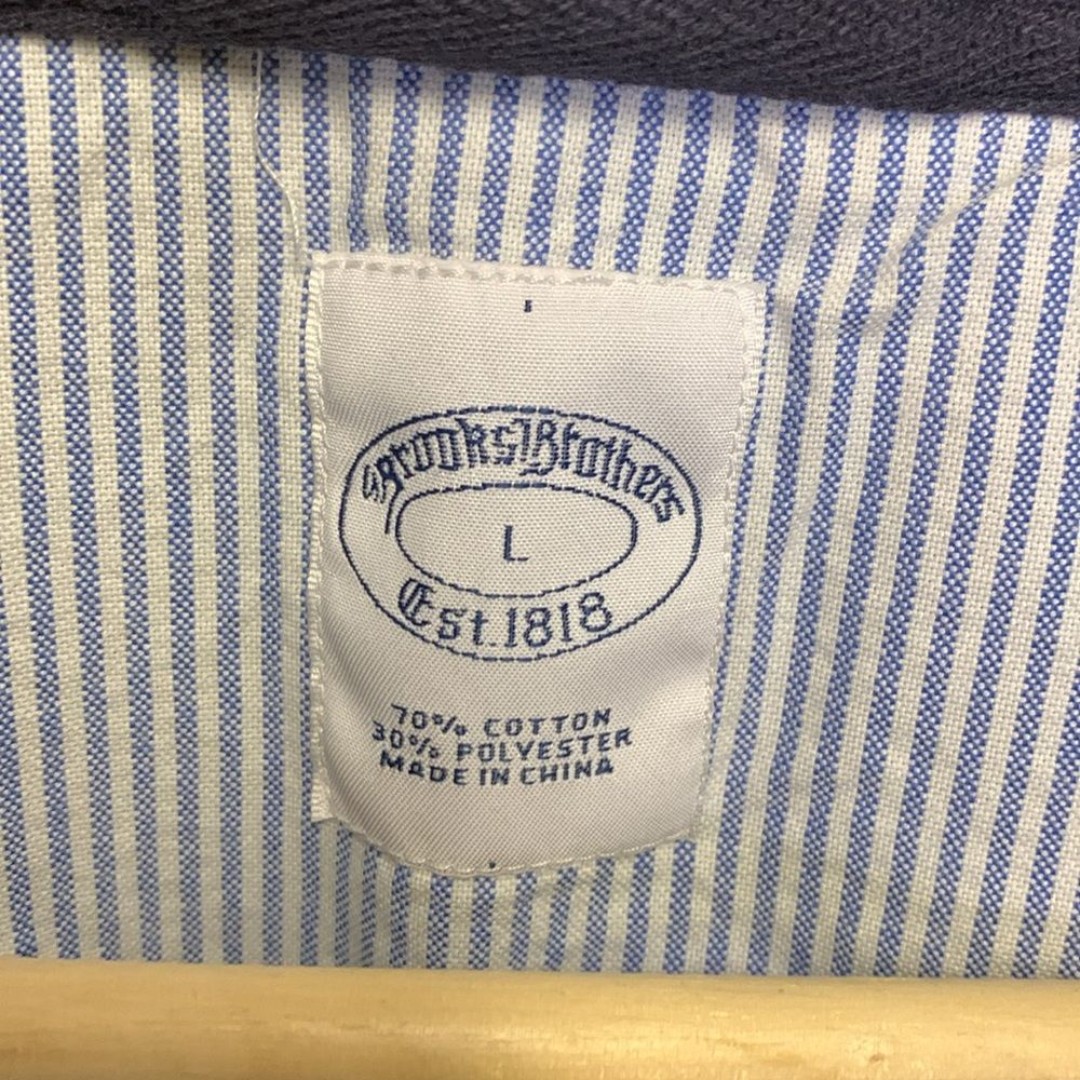 Brooks Brothers
L
Est. 1818
70% COTTON
30% POLYESTER
MADE IN CHINA